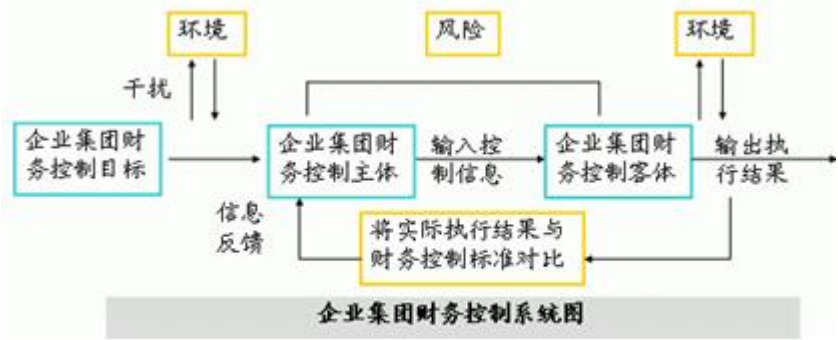 环境
风险
环境
干扰
企业集团财
务控制目标
企业集团财
务控制主体
输入控
制信息
企业集团财
务控制客体
输出执
行结果
信息
反馈
将实际执行结果与
财务控制标准对比
企业集团财务控制系统图